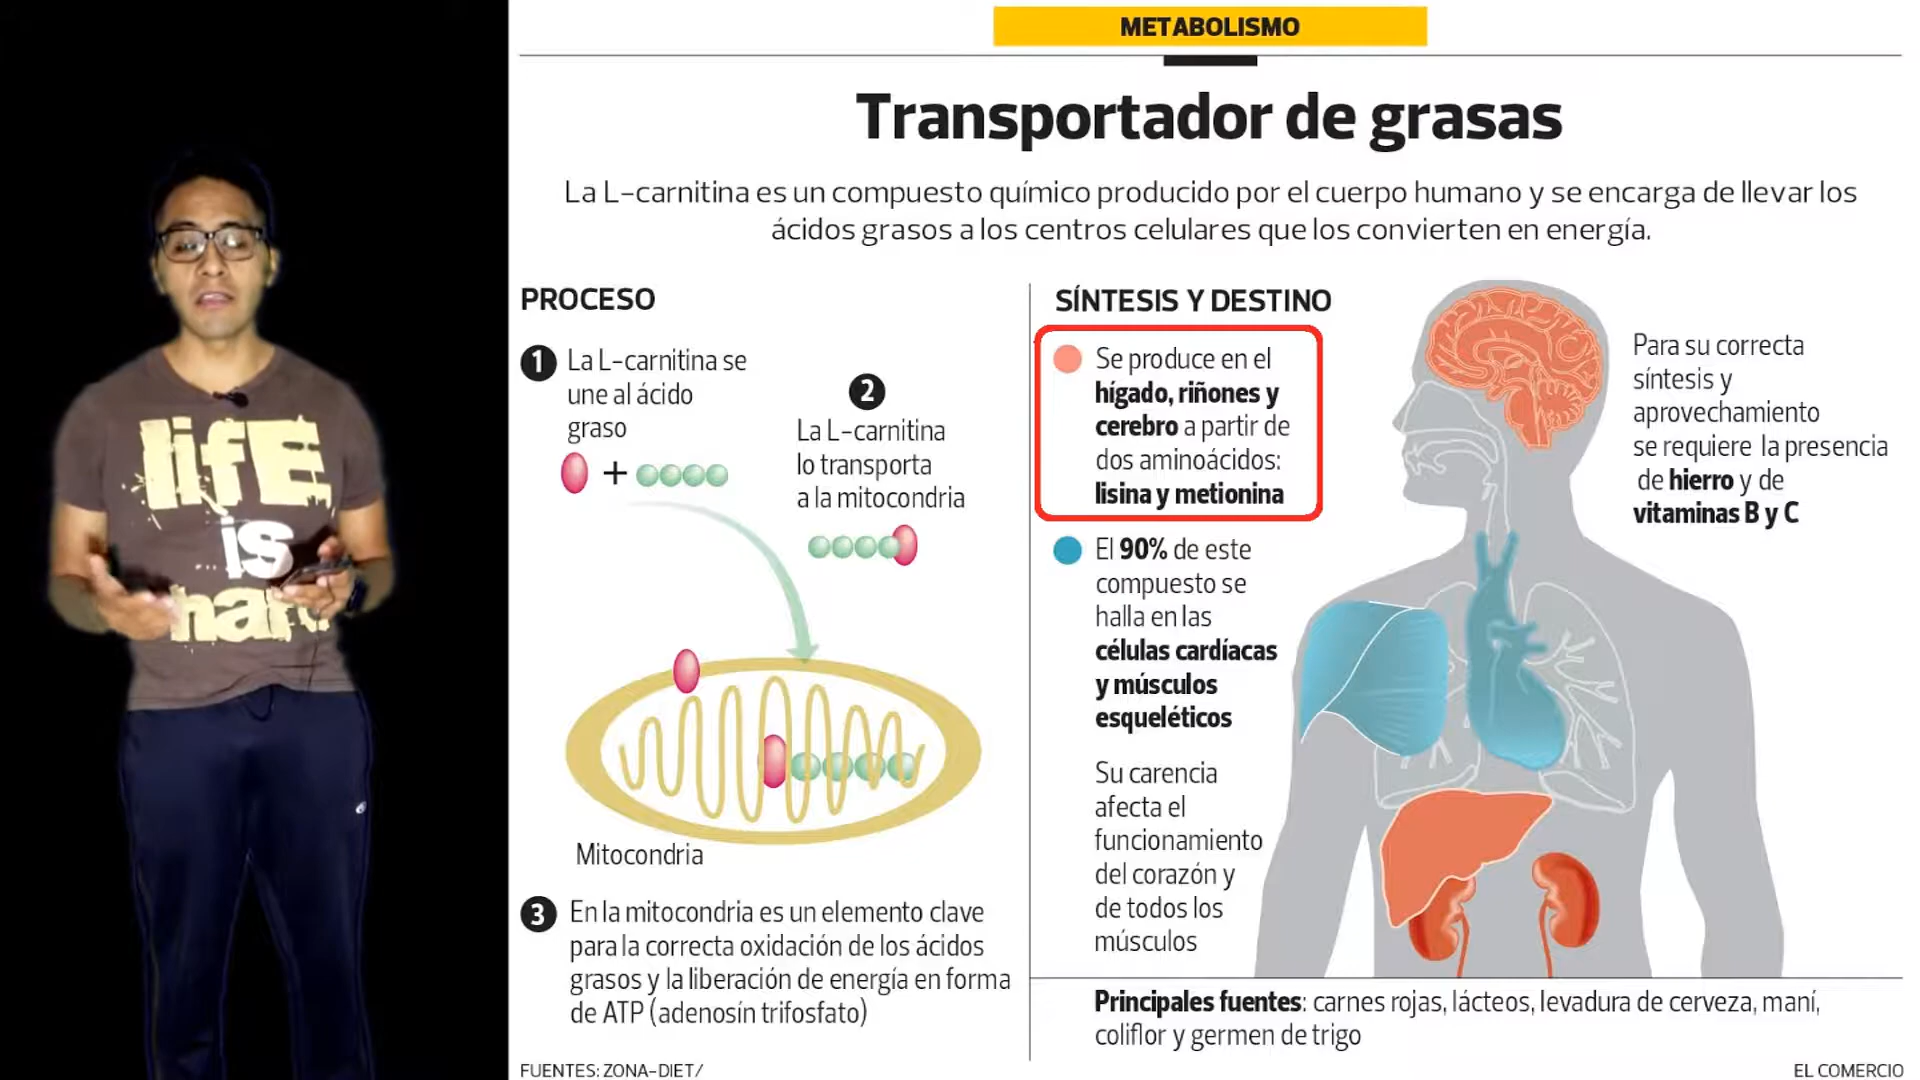 lifE
is
hard
METABOLISMO
Transportador de grasas
La L-carnitina es un compuesto químico producido por el cuerpo humano y se encarga de llevar los
ácidos grasos a los centros celulares que los convierten en energía.
PROCESO
1 La L-carnitina se
une al ácido
graso
+
2
La L-carnitina
lo transporta
a la mitocondria
Mitocondria
3 En la mitocondria es un elemento clave
para la correcta oxidación de los ácidos
grasos y la liberación de energía en forma
de ATP (adenosín trifosfato)
SÍNTESIS Y DESTINO
Se produce en el
hígado, riñones y
cerebro a partir de
dos aminoácidos:
lisina y metionina
El 90% de este
compuesto se
halla en las
células cardíacas
y músculos
esqueléticos
Su carencia
afecta el
funcionamiento
del corazón y
de todos los
músculos
Para su correcta
síntesis y
aprovechamiento
se requiere la presencia
de hierro y de
vitaminas B y C
Principales fuentes: carnes rojas, lácteos, levadura de cerveza, maní,
coliflor y germen de trigo
FUENTES: ZONA-DIET/
EL COMERCIO